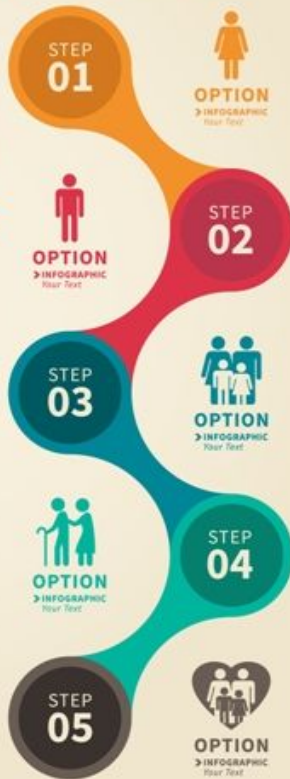 STEP
01
OPTION
> INFOGRAPHIC
Your Text
STEP
02
OPTION
> INFOGRAPHIC
Your Text
STEP
03
OPTION
> INFOGRAPHIC
Your Text
STEP
04
OPTION
> INFOGRAPHIC
Your Text
STEP
05
OPTION
> INFOGRAPHIC
Your Text